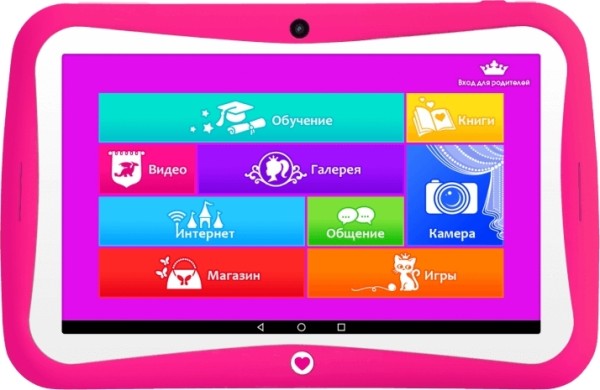 Вход для родителей
Обучение
Книги
Видео
Галерея
Интернет
Общение
Камера
Магазин
Игры